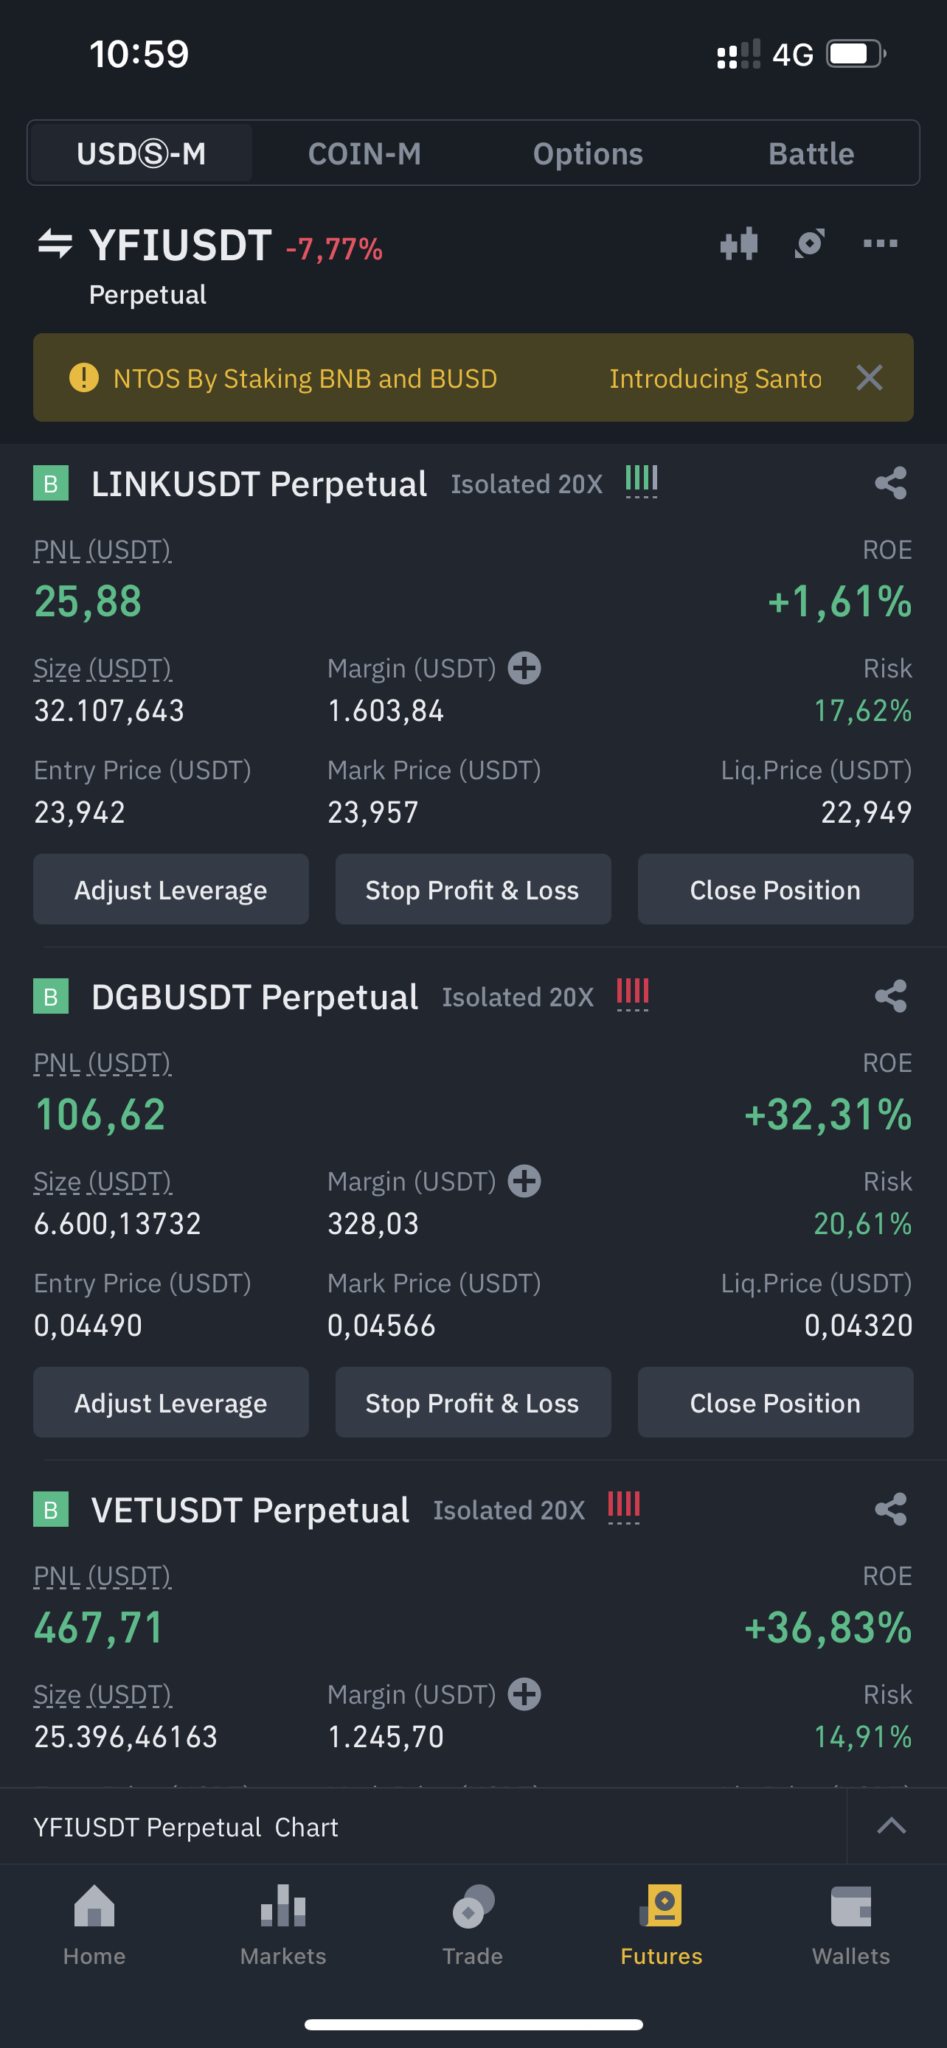 10:59 4G
USDⓈ-M COIN-M Options Battle
YFIUSDT -7,77%
Perpetual
NTOS By Staking BNB and BUSD Introducing Santo
B LINKUSDT Perpetual Isolated 20X
PNL (USDT) ROE
25,88 +1,61%
Size (USDT) Margin (USDT) Risk
32.107,643 1.603,84 17,62%
Entry Price (USDT) Mark Price (USDT) Liq.Price (USDT)
23,942 23,957 22,949
Adjust Leverage Stop Profit & Loss Close Position
B DGBUSDT Perpetual Isolated 20X
PNL (USDT) ROE
106,62 +32,31%
Size (USDT) Margin (USDT) Risk
6.600,13732 328,03 20,61%
Entry Price (USDT) Mark Price (USDT) Liq.Price (USDT)
0,04490 0,04566 0,04320
Adjust Leverage Stop Profit & Loss Close Position
B VETUSDT Perpetual Isolated 20X
PNL (USDT) ROE
467,71 +36,83%
Size (USDT) Margin (USDT) Risk
25.396,46163 1.245,70 14,91%
YFIUSDT Perpetual Chart
Home Markets Trade Futures Wallets